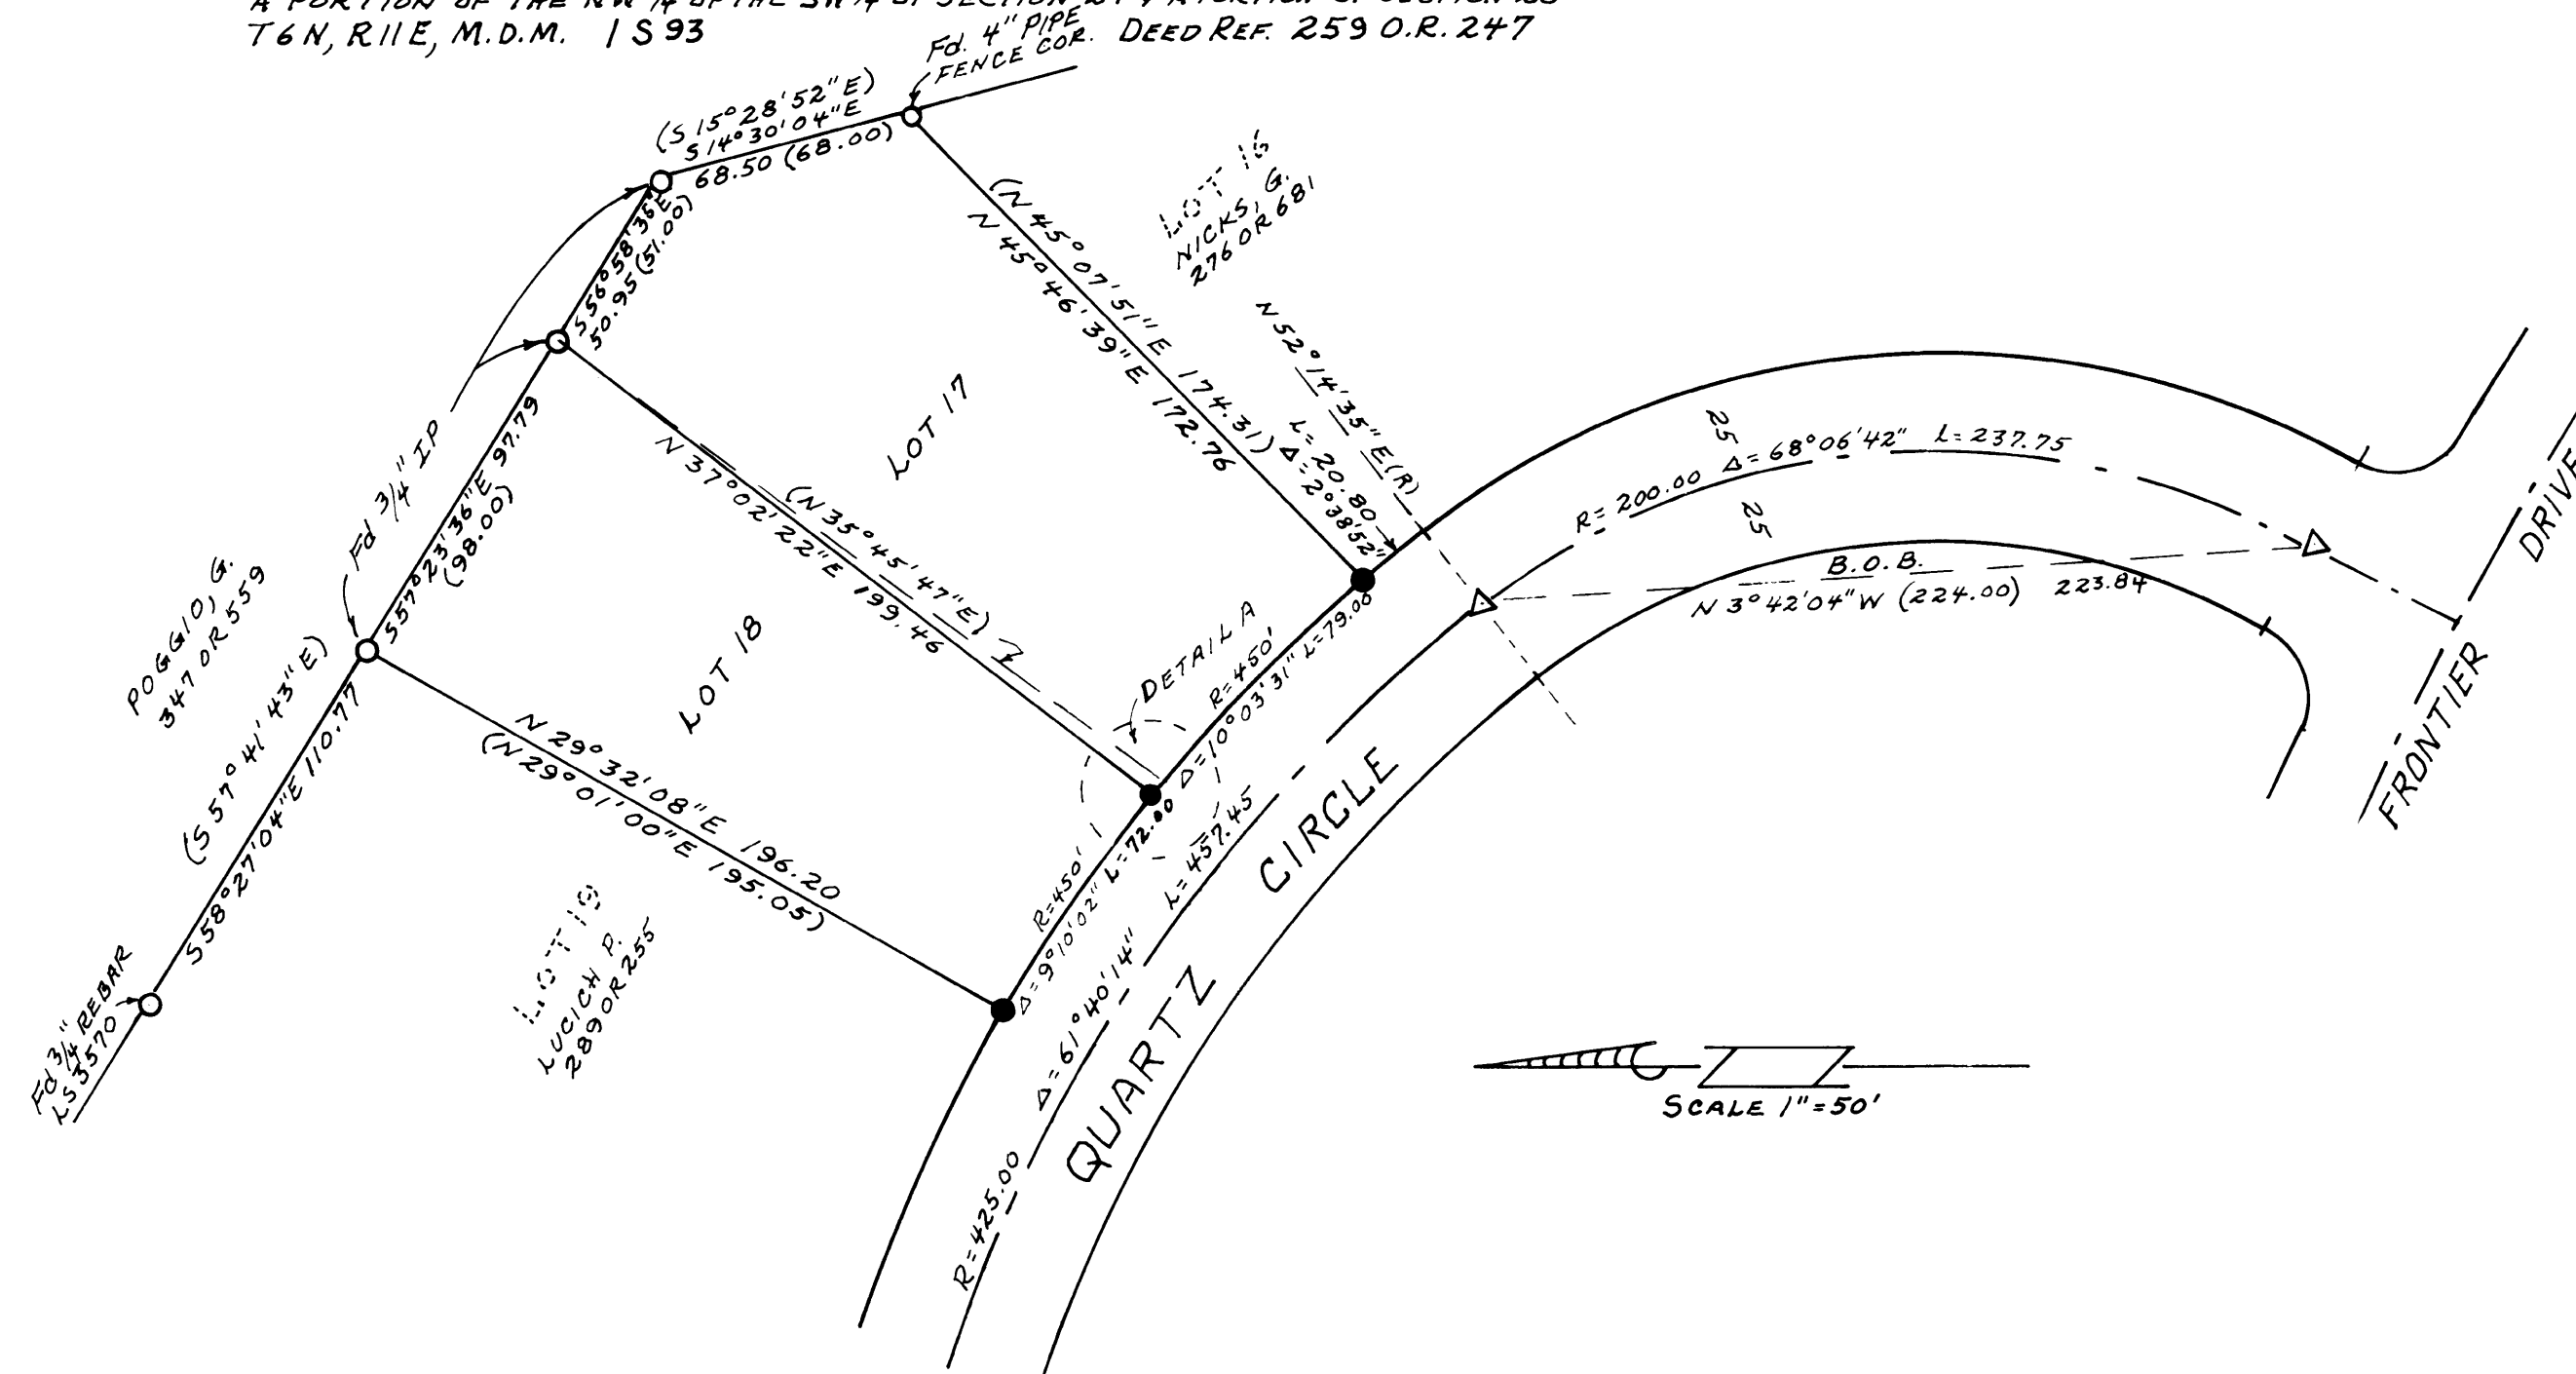 T6N, R11E, M.D.M. 1 S 93
DEED REF. 259 O.R. 247
Fd. 4" PIPE
FENCE COR.
(S 15°28'52"E)
S 14°30'04"E
68.50 (68.00)
S56°58'36"E
50.95 (51.00)
Fd 3/4" IP
S57°23'36"E 97.79
(98.00)
POGGIO, G.
347 OR 559
(S 57°41'43"E)
S58°27'04"E 110.77
Fd 3/4" REBAR
LS 3570
(N 45°07'51"E 174.31)
N 45°46'39"E 172.76
LOT 16
NICKS, G.
276 OR 681
N 52°14'35"E(R)
L=20.80
Δ=2°38'52"
LOT 17
(N 35°45'47"E)
N 37°02'22"E 199.46
LOT 18
N 29°32'08"E 196.20
(N 29°01'00"E 195.05)
LOT 19
LUCICH P.
289 OR 255
DETAIL A
R=450'
Δ=10°03'31" L=79.00
R=450'
Δ=9°10'02" L=72.00
R=425.00 Δ=61°40'14" L=457.45
QUARTZ CIRCLE
25
R=200.00 Δ=68°06'42" L=237.75
25
B.O.B.
N 3°42'04"W (224.00) 223.84
FRONTIER DRIVE
SCALE 1"=50'